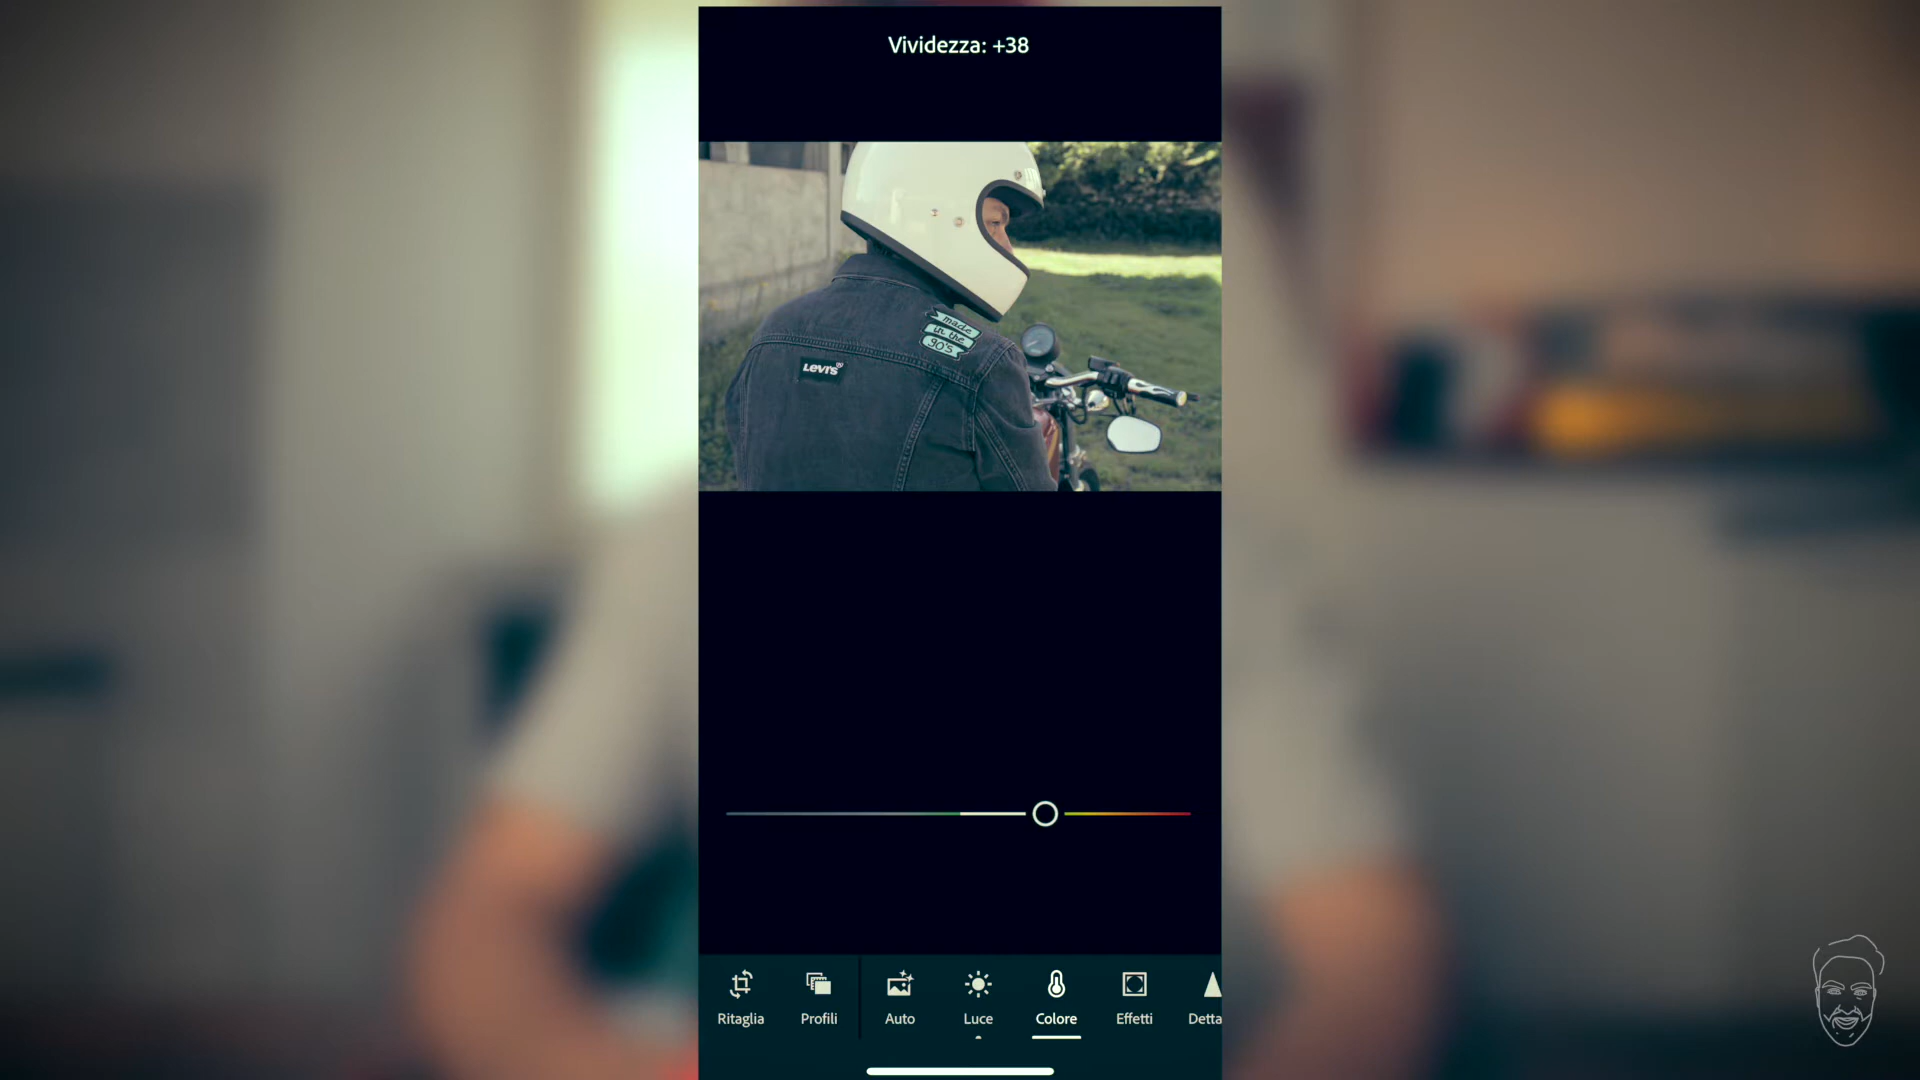 Vividezza: +38
made
in the
90's
Levi's®
Ritaglia
Profili
Auto
Luce
Colore
Effetti
Detta